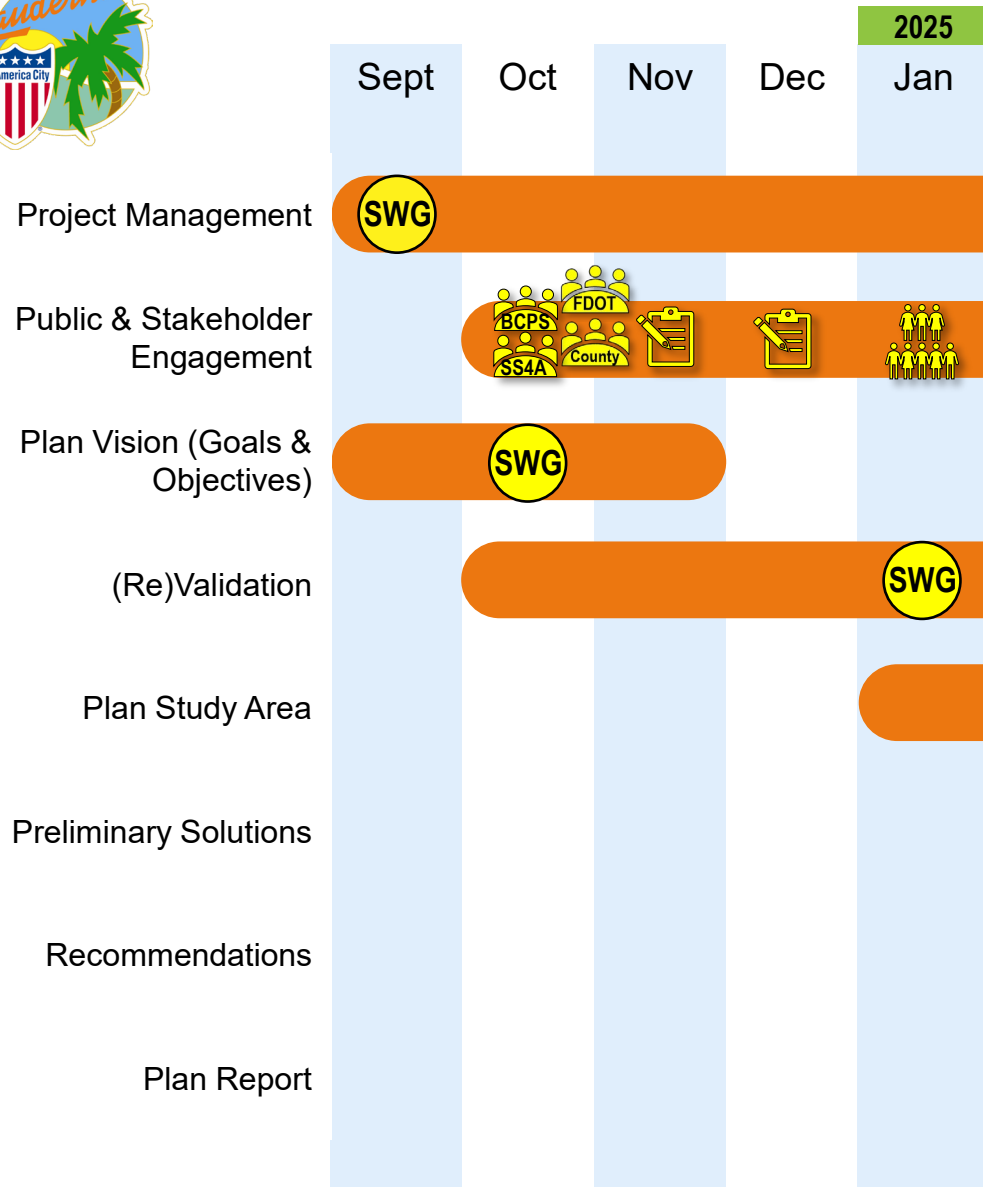 America City
2025
Sept Oct Nov Dec Jan
Project Management
SWG
Public & Stakeholder
Engagement
BCPS
FDOT
SS4A
County
Plan Vision (Goals &
Objectives)
SWG
(Re)Validation
SWG
Plan Study Area
Preliminary Solutions
Recommendations
Plan Report